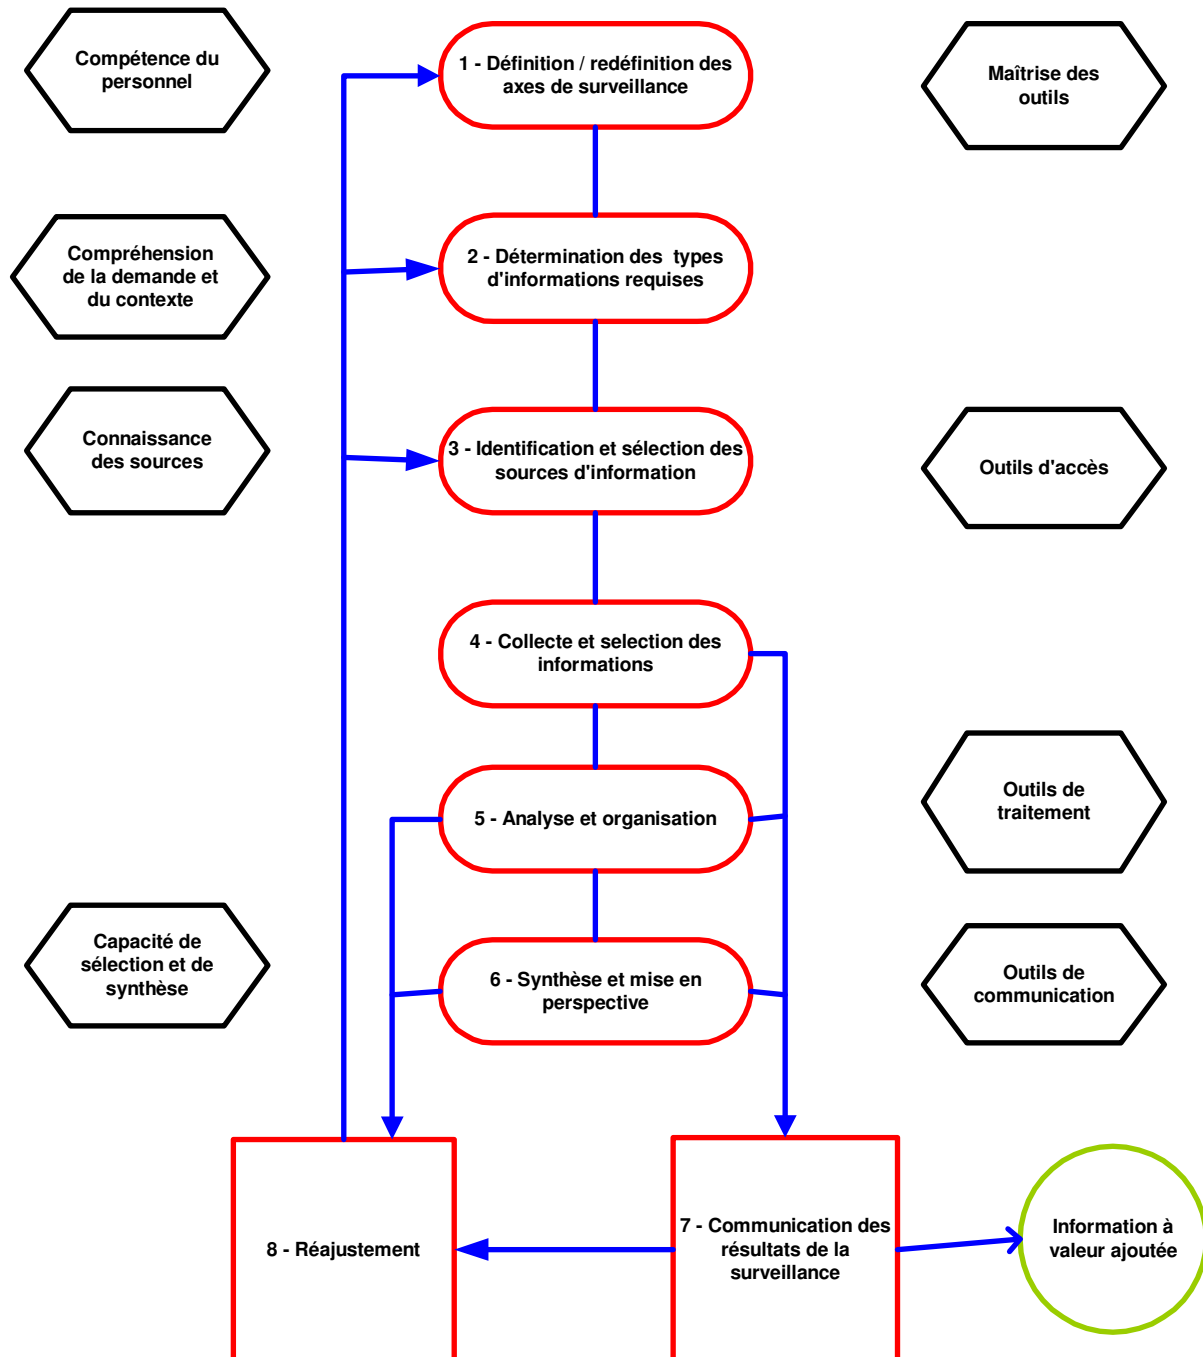 Compétence du
personnel
1 - Définition / redéfinition des
axes de surveillance
Maîtrise des
outils
Compréhension
de la demande et
du contexte
2 - Détermination des  types
d'informations requises
Connaissance
des sources
3 - Identification et sélection des
sources d'information
Outils d'accès
4 - Collecte et selection des
informations
5 - Analyse et organisation
Outils de
traitement
Capacité de
sélection et de
synthèse
6 - Synthèse et mise en
perspective
Outils de
communication
8 - Réajustement
7 - Communication des
résultats de la
surveillance
Information à
valeur ajoutée